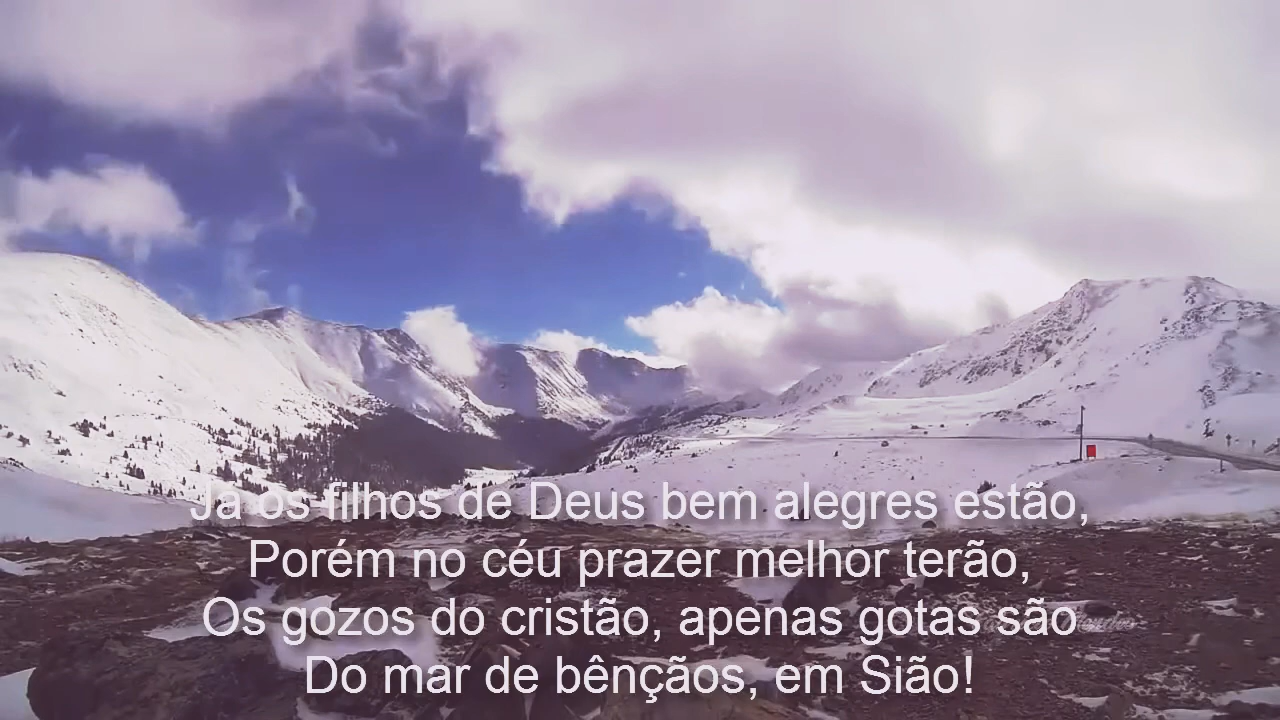 Já os filhos de Deus bem alegres estão,
Porém no céu prazer melhor terão,
Os gozos do cristão, apenas gotas são
Do mar de bênçãos, em Sião!